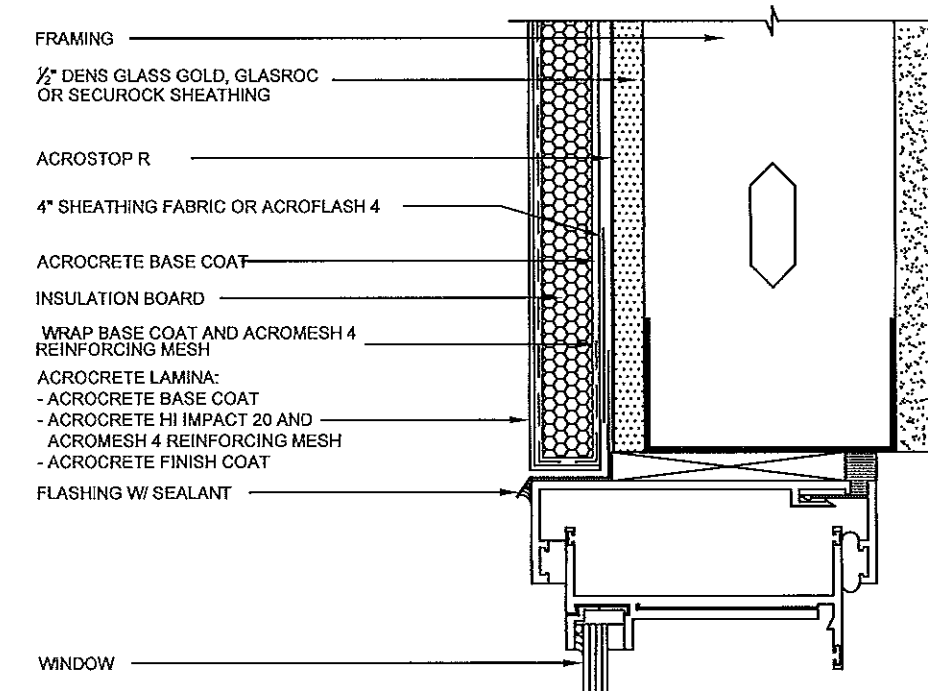 FRAMING
½" DENS GLASS GOLD, GLASROC
OR SECUROCK SHEATHING
ACROSTOP R
4" SHEATHING FABRIC OR ACROFLASH 4
ACROCRETE BASE COAT
INSULATION BOARD
WRAP BASE COAT AND ACROMESH 4
REINFORCING MESH
ACROCRETE LAMINA:
- ACROCRETE BASE COAT
- ACROCRETE HI IMPACT 20 AND
ACROMESH 4 REINFORCING MESH
- ACROCRETE FINISH COAT
FLASHING W/ SEALANT
WINDOW